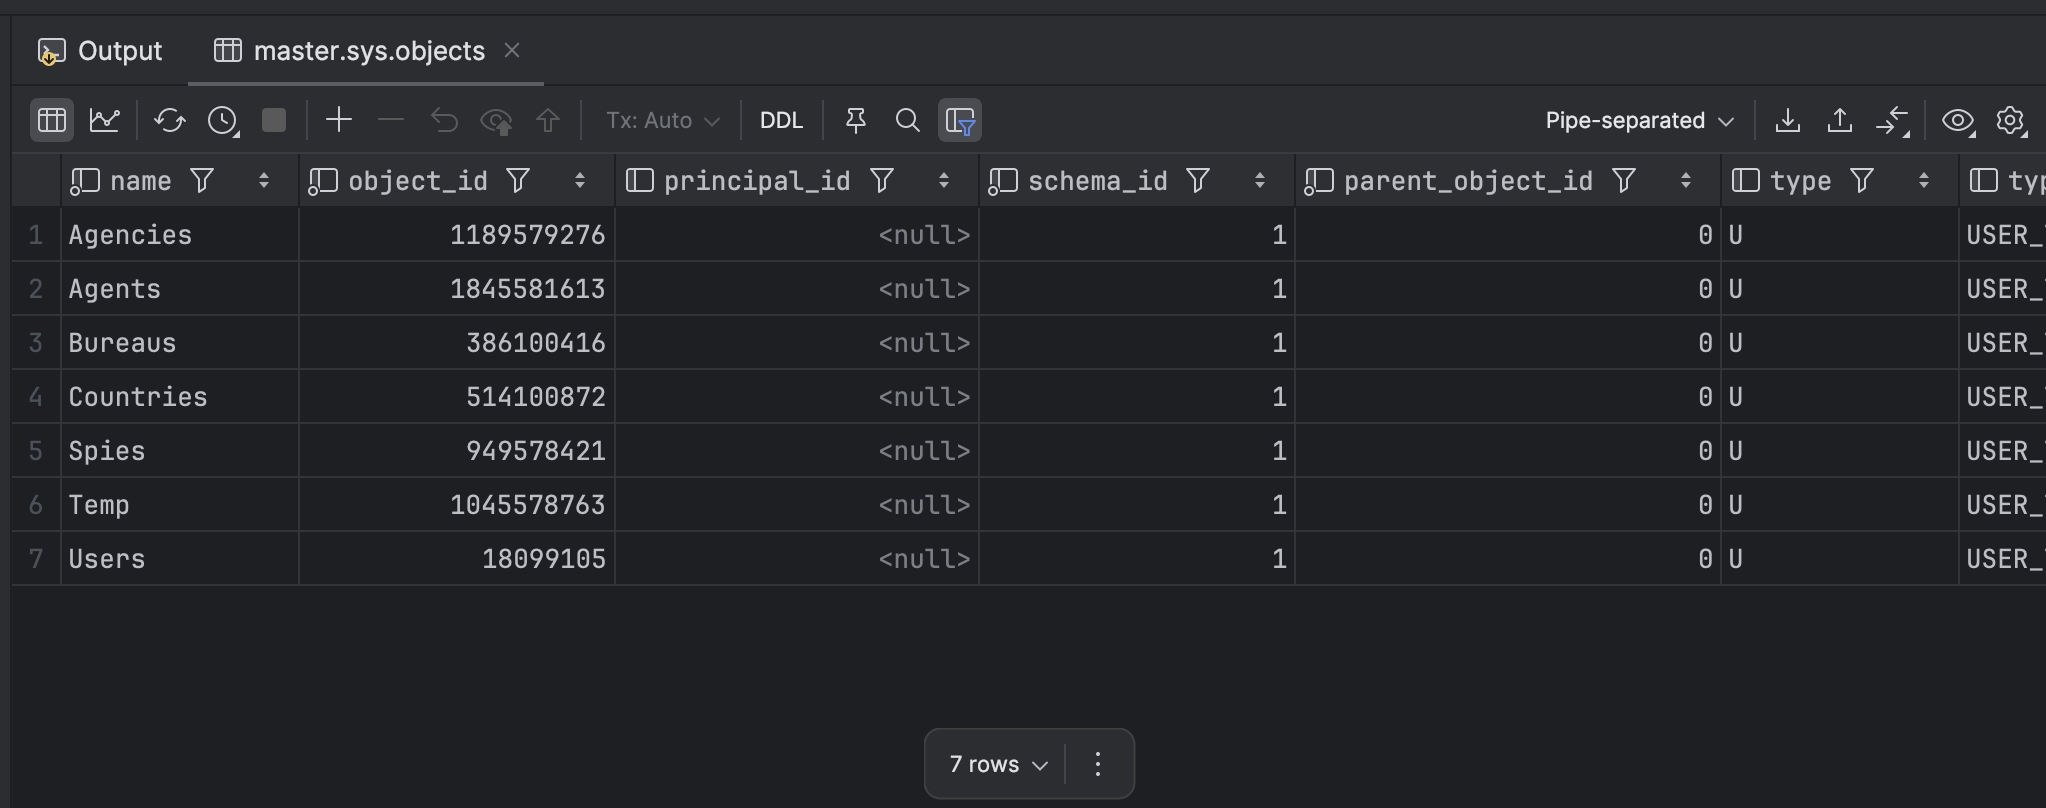 Output master.sys.objects
Tx: Auto DDL Pipe-separated
name object_id principal_id schema_id parent_object_id type typ
1 Agencies 1189579276 <null> 1 0 U USER_
2 Agents 1845581613 <null> 1 0 U USER_
3 Bureaus 386100416 <null> 1 0 U USER_
4 Countries 514100872 <null> 1 0 U USER_
5 Spies 949578421 <null> 1 0 U USER_
6 Temp 1045578763 <null> 1 0 U USER_
7 Users 18099105 <null> 1 0 U USER_
7 rows